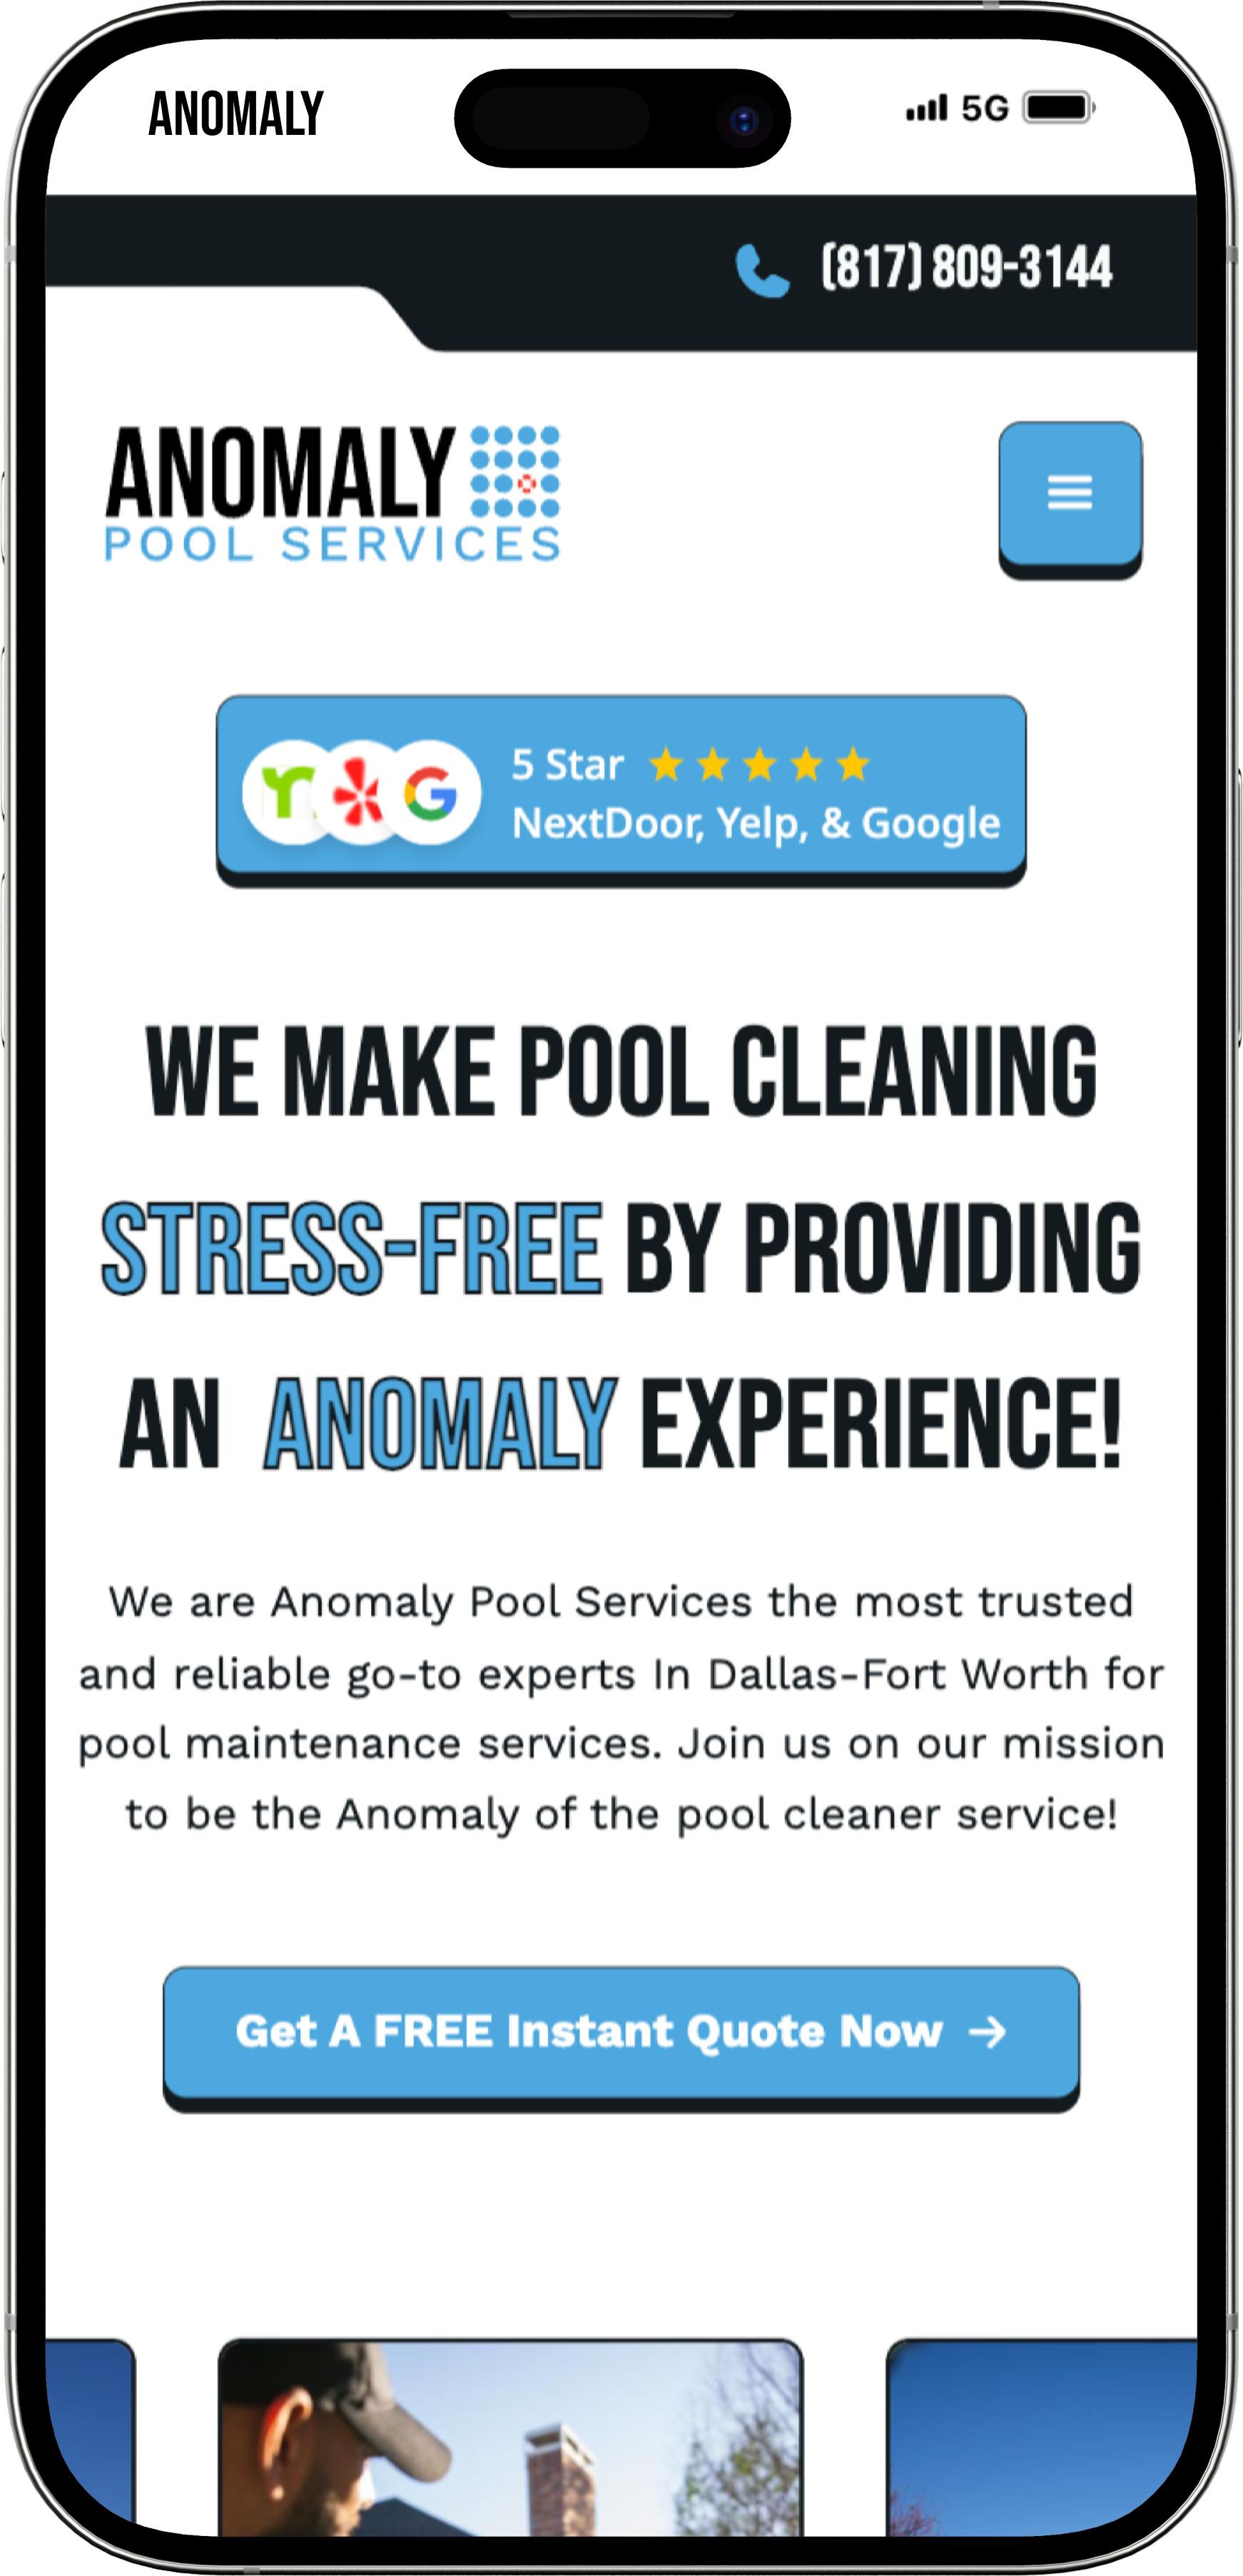 ANOMALY
5G
(817) 809-3144
ANOMALY
POOL SERVICES
5 Star
NextDoor, Yelp, & Google
WE MAKE POOL CLEANING
STRESS-FREE BY PROVIDING
AN ANOMALY EXPERIENCE!
We are Anomaly Pool Services the most trusted
and reliable go-to experts In Dallas-Fort Worth for
pool maintenance services. Join us on our mission
to be the Anomaly of the pool cleaner service!
Get A FREE Instant Quote Now →